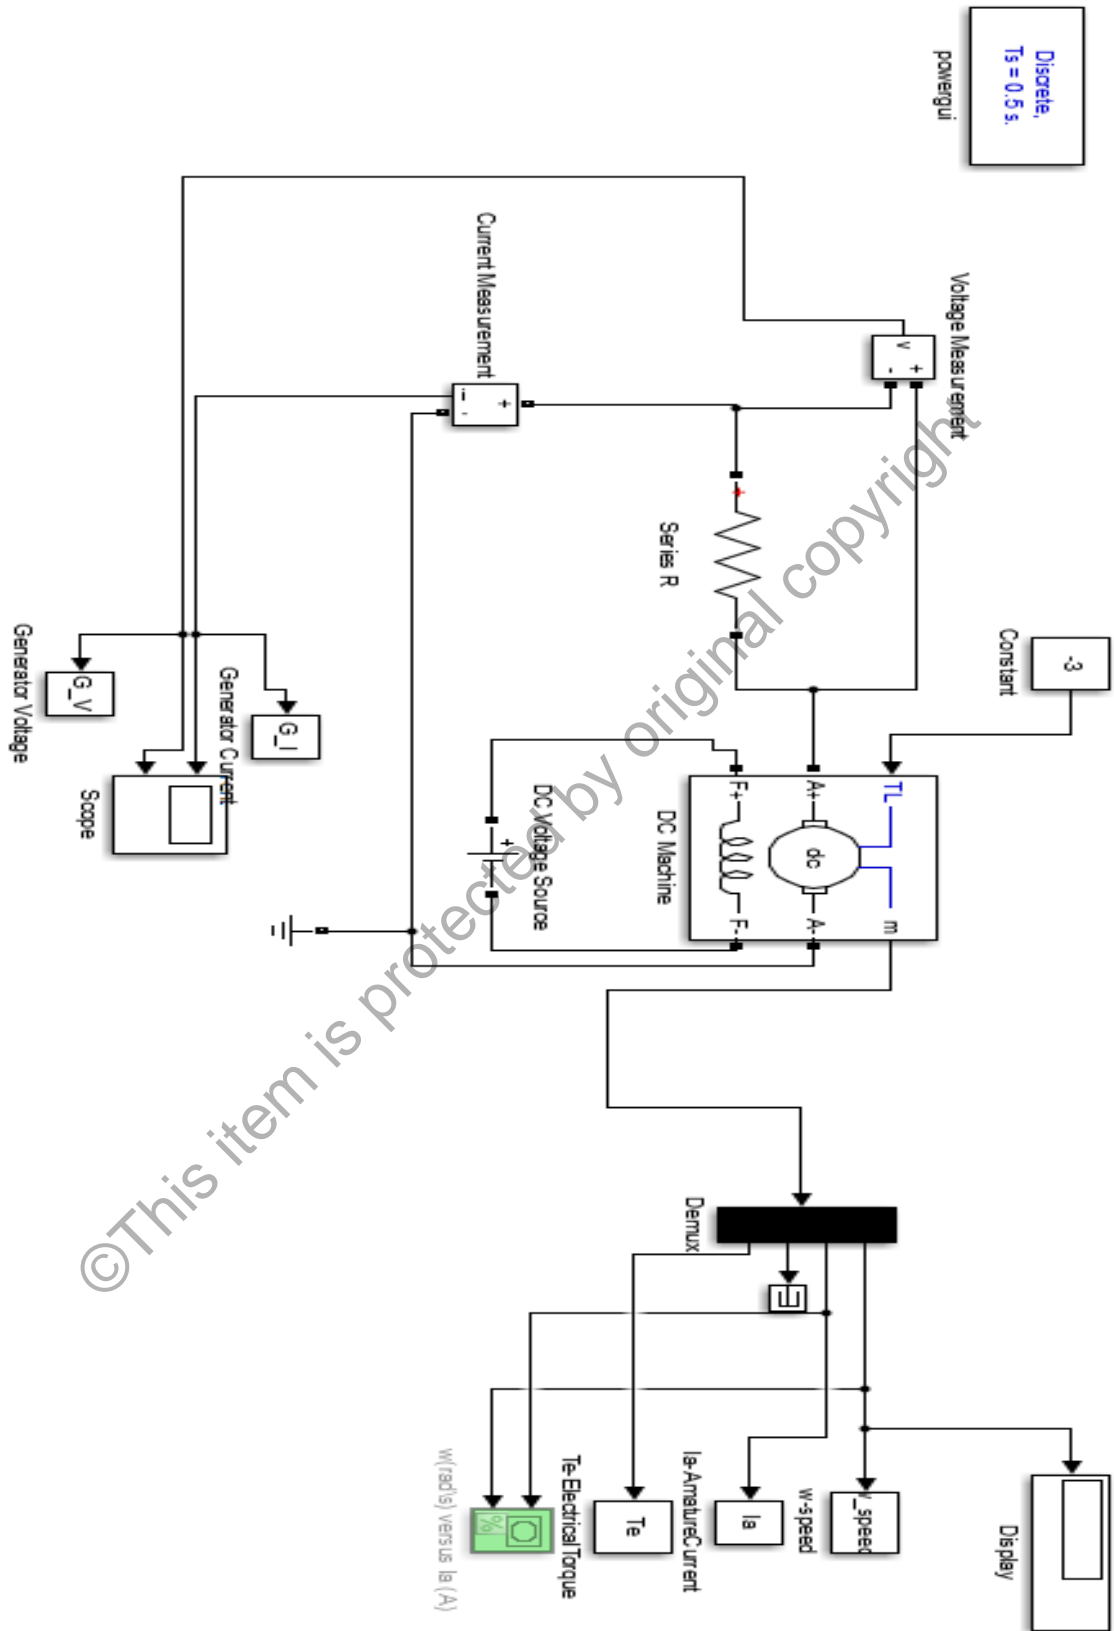 Discrete,
Ts = 0.5 s.
powergui
Voltage Measurement
v
+
-
Current Measurement
+
i
-
Series R
+
Constant
-3
TL
m
A+
dc
A-
F+
F-
DC Machine
DC Voltage Source
+
G_I
Generator Current
G_V
Generator Voltage
Scope
Demux
Display
w-speed
Ia
Ia-AmatureCurrent
Te
Te-ElectricalTorque
w(rad\s) versus Ia (A)
©This item is protected by original copyright